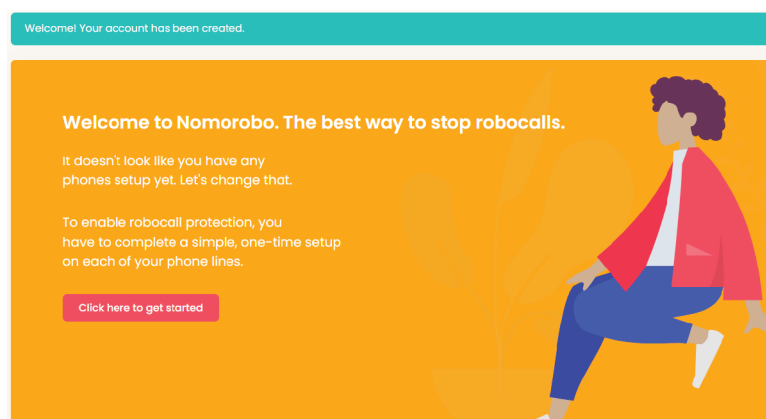 Welcome! Your account has been created.
Welcome to Nomorobo. The best way to stop robocalls.
It doesn't look like you have any
phones setup yet. Let's change that.
To enable robocall protection, you
have to complete a simple, one-time setup
on each of your phone lines.
Click here to get started